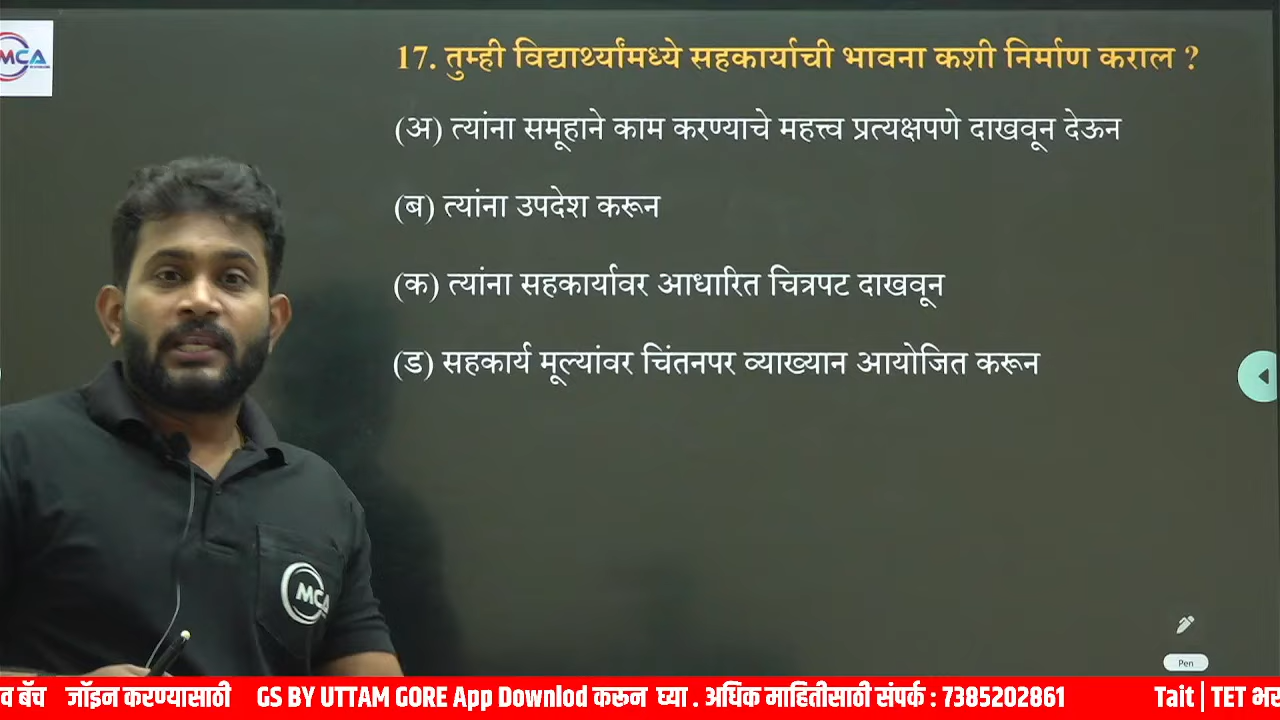 MCA
17. तुम्ही विद्यार्थ्यांमध्ये सहकार्याची भावना कशी निर्माण कराल ?
(अ) त्यांना समूहाने काम करण्याचे महत्त्व प्रत्यक्षपणे दाखवून देऊन
(ब) त्यांना उपदेश करून
(क) त्यांना सहकार्यावर आधारित चित्रपट दाखवून
(ड) सहकार्य मूल्यांवर चिंतनपर व्याख्यान आयोजित करून
MCA
Pen
व बॅच जॉइन करण्यासाठी GS BY UTTAM GORE App Downlod करून घ्या . अधिक माहितीसाठी संपर्क : 7385202861 Tait | TET